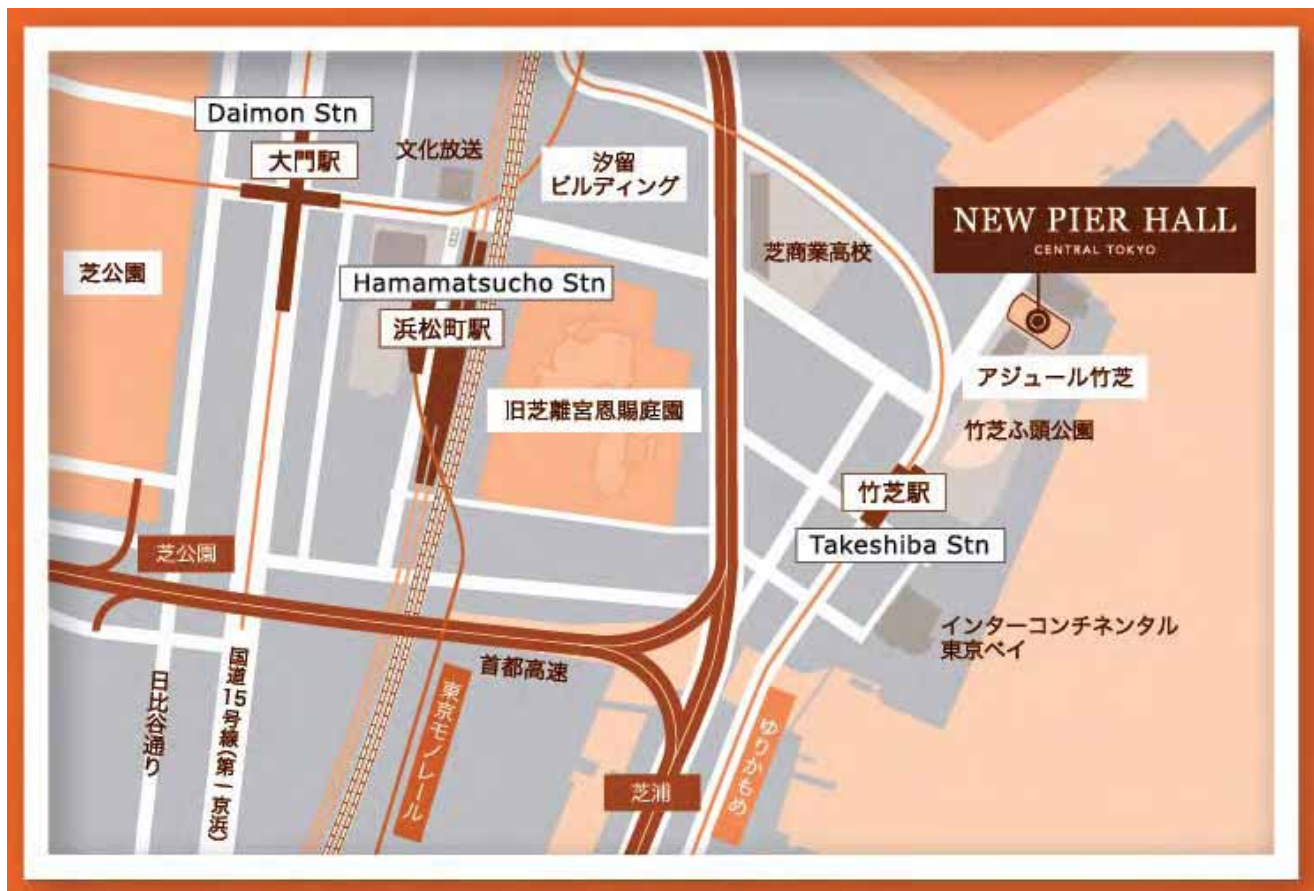 Daimon Stn
大門駅
文化放送
汐留
ビルディング
NEW PIER HALL
CENTRAL TOKYO
芝公園
芝商業高校
Hamamatsucho Stn
浜松町駅
アジュール竹芝
旧芝離宮恩賜庭園
竹芝ふ頭公園
竹芝駅
Takeshiba Stn
芝公園
インターコンチネンタル
東京ベイ
首都高速
日比谷通り
国道15号線(第一京浜)
東京モノレール
ゆりかもめ
芝浦